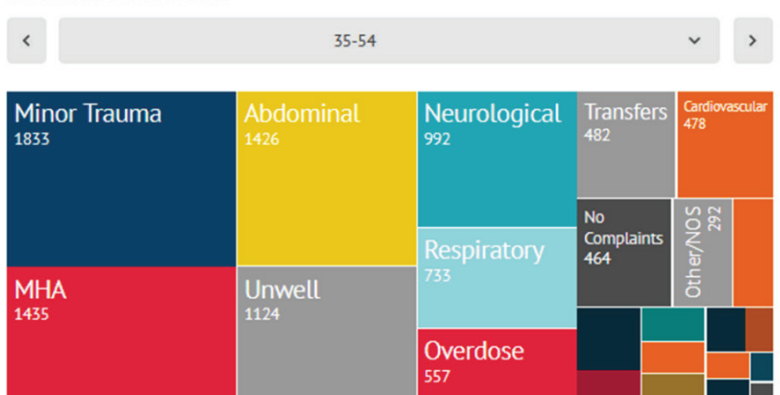 35-54
Minor Trauma
1833
Abdominal
1426
Neurological
992
Transfers
482
Cardiovascular
478
No
Complaints
464
Other/NOS
292
Respiratory
733
MHA
1435
Unwell
1124
Overdose
557